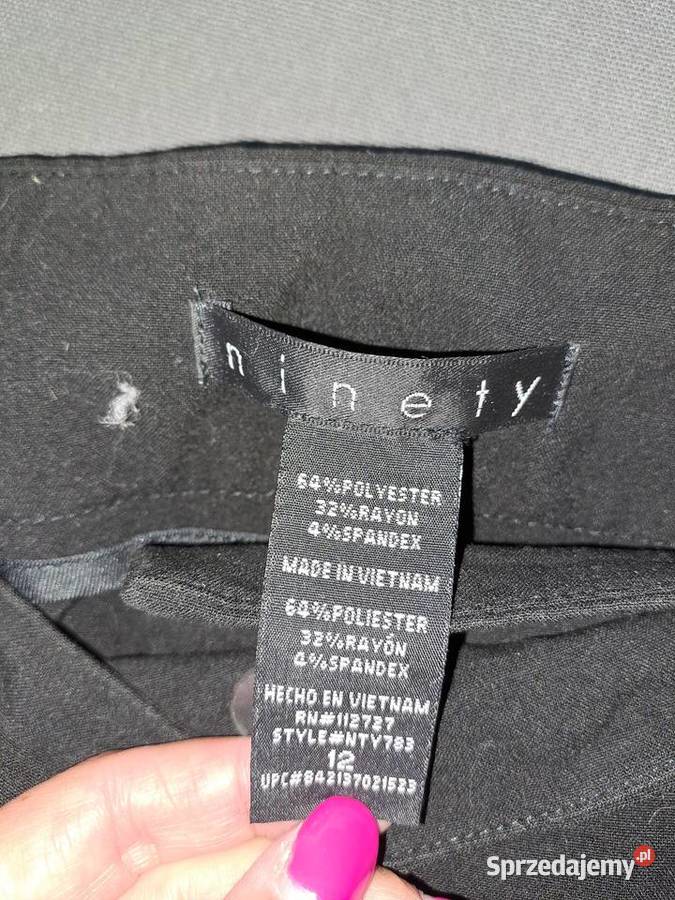 ninety
64%POLYESTER
32%RAYON
4%SPANDEX
MADE IN VIETNAM
64%POLIESTER
32%RAYÓN
4%SPANDEX
HECHO EN VIETNAM
RN#112727
STYLE#NTY783
12
UPC#842137021523
Sprzedajemy.pl